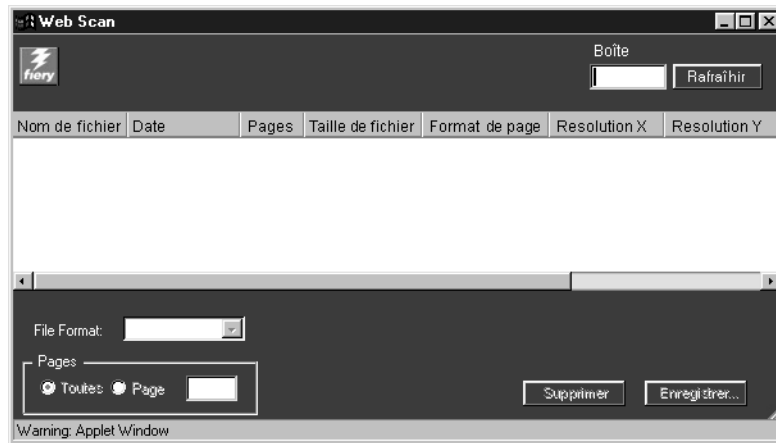 Web Scan
fiery
Boîte
Rafraîhir
Nom de fichier Date Pages Taille de fichier Format de page Resolution X Resolution Y
File Format:
Pages
Toutes Page
Supprimer Enregistrer...
Warning: Applet Window